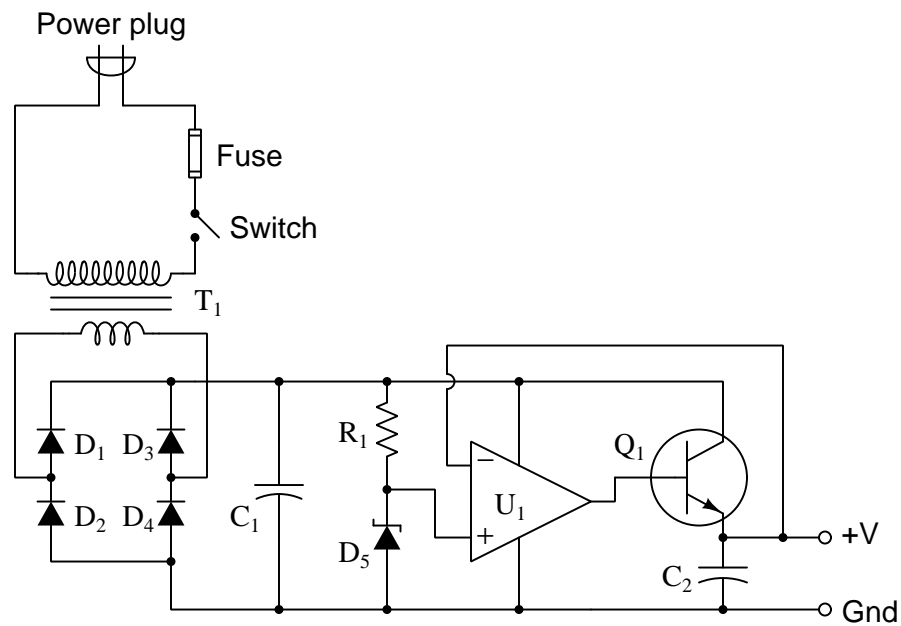 Power plug
Fuse
Switch
T1
D1 D3
R1
Q1
−
U1
D2 D4
C1
+
D5
+V
C2
Gnd